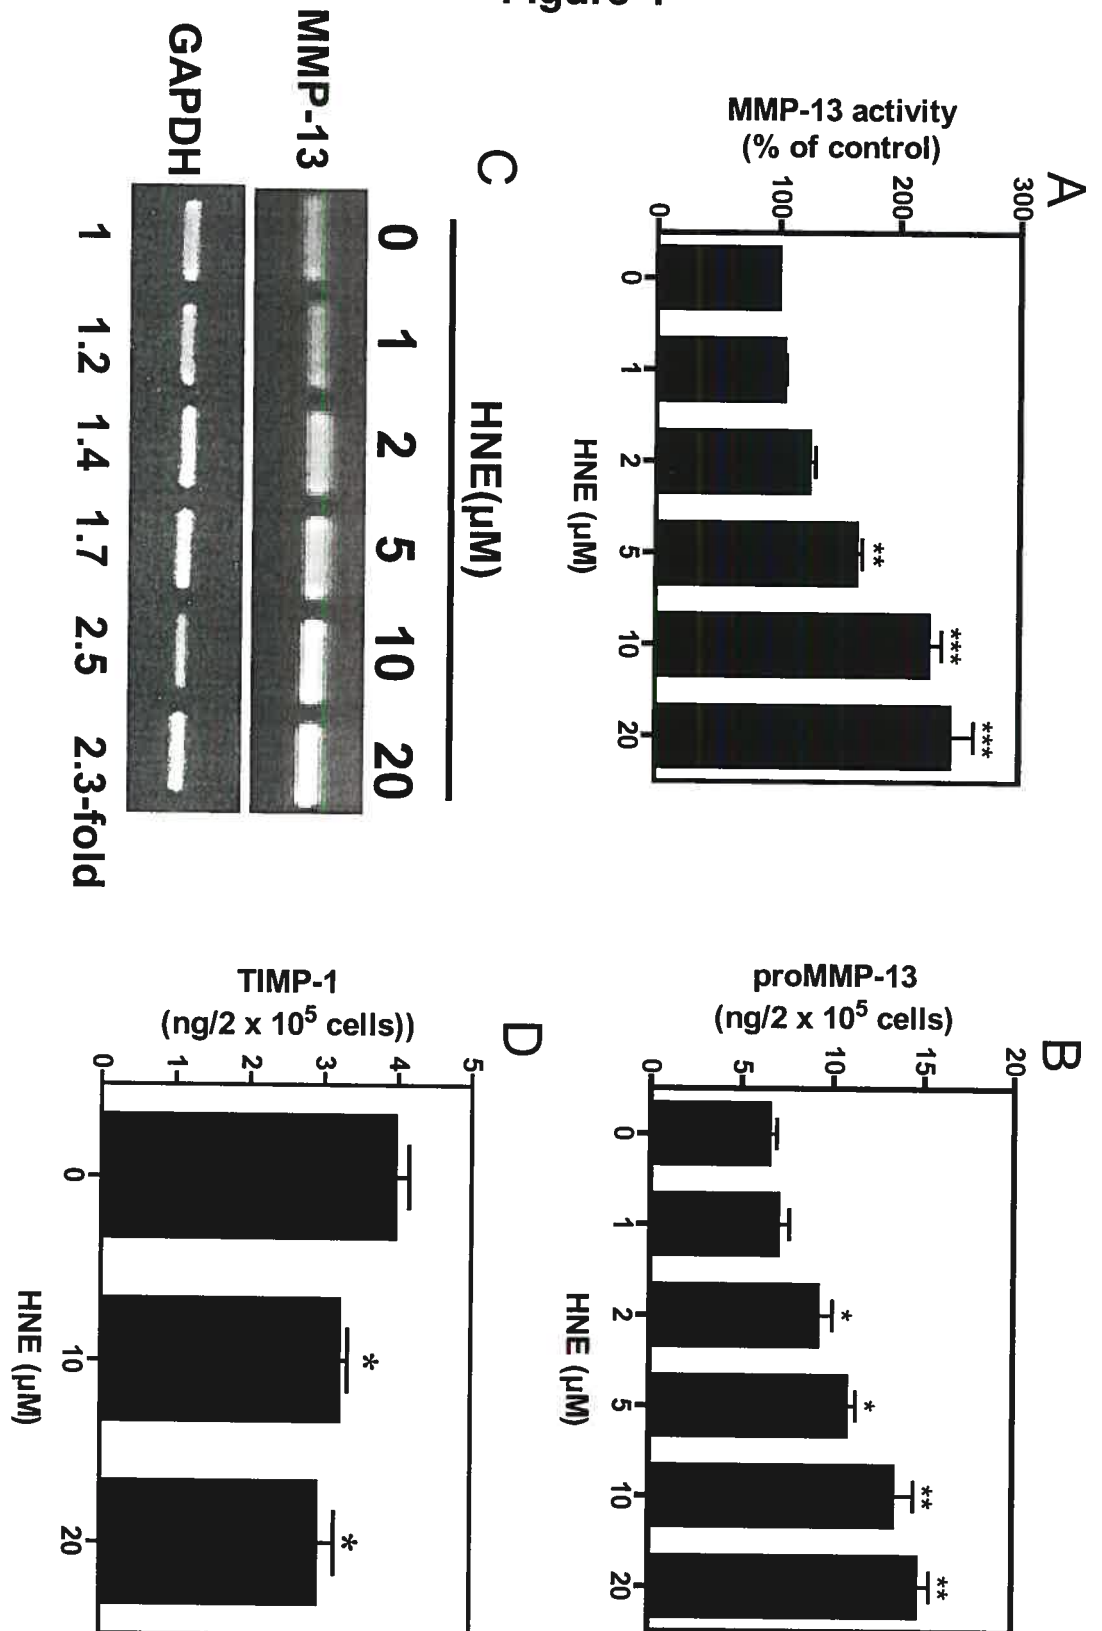 Figure
A
MMP-13 activity
(% of control)
300
200
100
0
**
***
***
0 1 2 5 10 20
HNE (μM)
B
proMMP-13
(ng/2 x 10⁵ cells)
20
15
10
5
0
*
*
**
**
0 1 2 5 10 20
HNE (μM)
C
HNE(μM)
0 1 2 5 10 20
MMP-13
GAPDH
1 1.2 1.4 1.7 2.5 2.3-fold
D
TIMP-1
(ng/2 x 10⁵ cells))
5
4
3
2
1
0
*
*
0 10 20
HNE (μM)